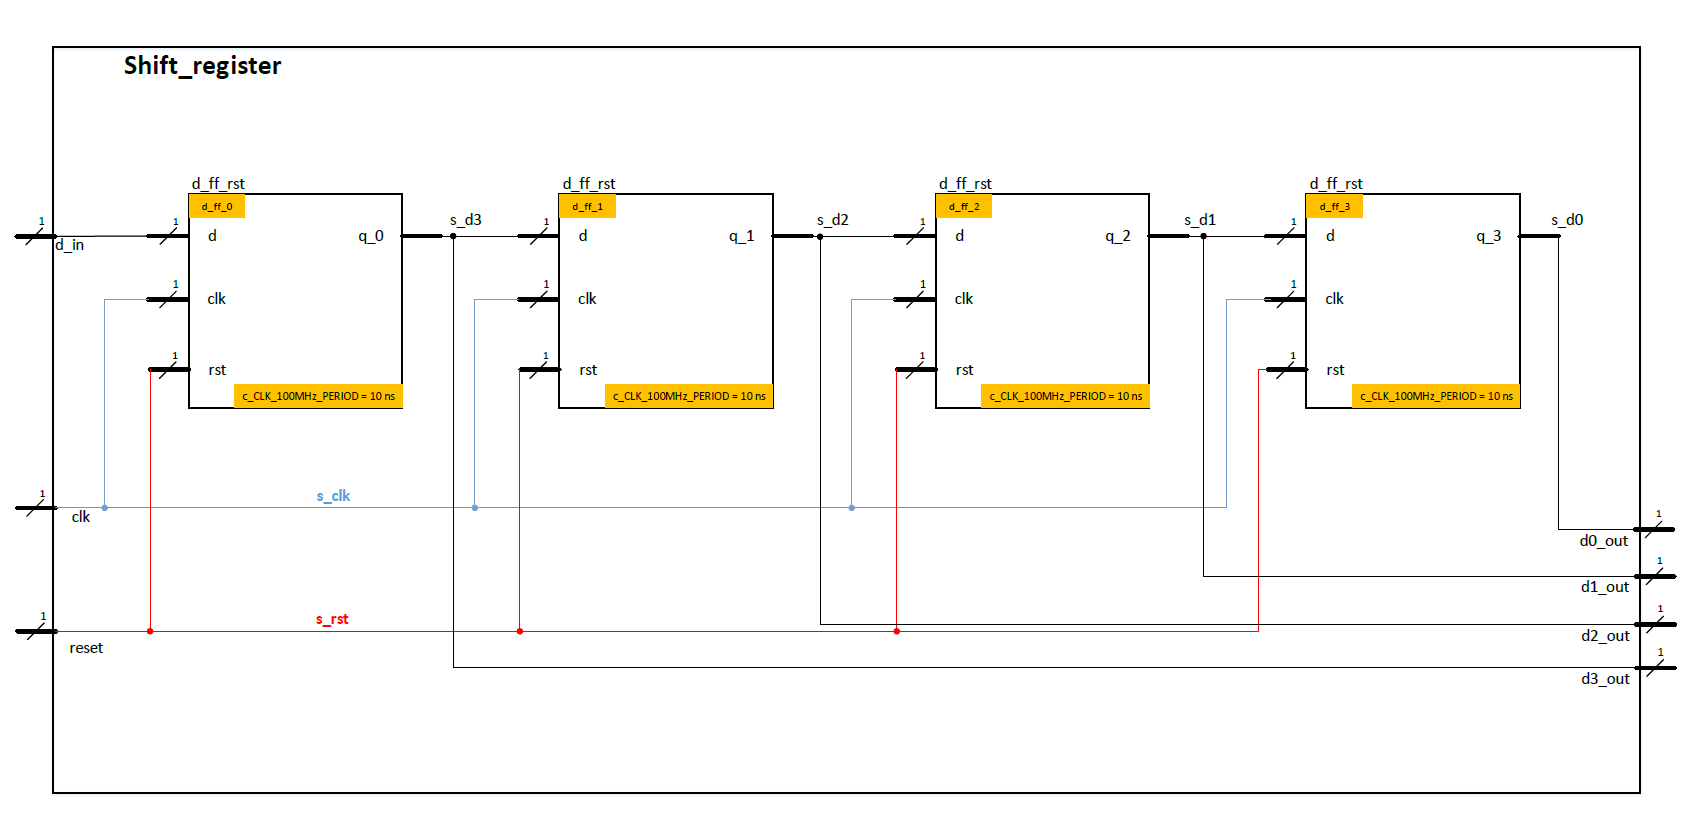 Shift_register
d_ff_rst
d_ff_rst
d_ff_rst
d_ff_rst
d_ff_0
d_ff_1
d_ff_2
d_ff_3
1
d_in
1
d
q_0
s_d3
1
d
q_1
s_d2
1
d
q_2
s_d1
1
d
q_3
s_d0
1
clk
1
clk
1
clk
1
clk
1
rst
1
rst
1
rst
1
rst
c_CLK_100MHz_PERIOD = 10 ns
c_CLK_100MHz_PERIOD = 10 ns
c_CLK_100MHz_PERIOD = 10 ns
c_CLK_100MHz_PERIOD = 10 ns
1
clk
s_clk
1
d0_out
1
d1_out
1
reset
s_rst
1
d2_out
1
d3_out